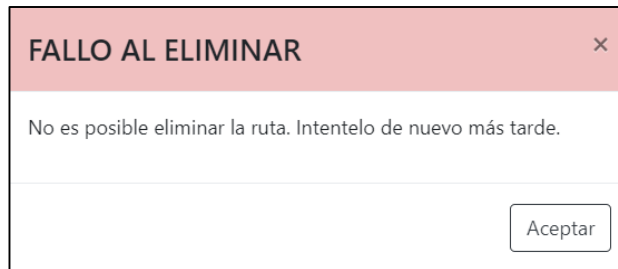 FALLO AL ELIMINAR ×
No es posible eliminar la ruta. Intentelo de nuevo más tarde.
Aceptar